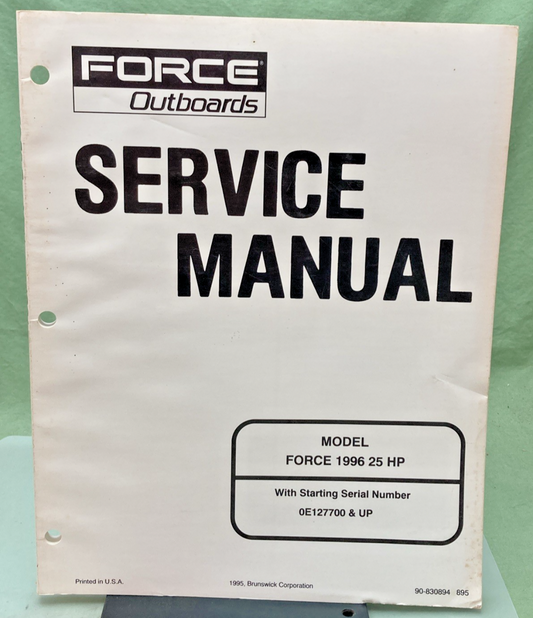 FORCE®
Outboards
SERVICE
MANUAL
MODEL
FORCE 1996 25 HP
With Starting Serial Number
0E127700 & UP
Printed in U.S.A.
1995, Brunswick Corporation
90-830894 895